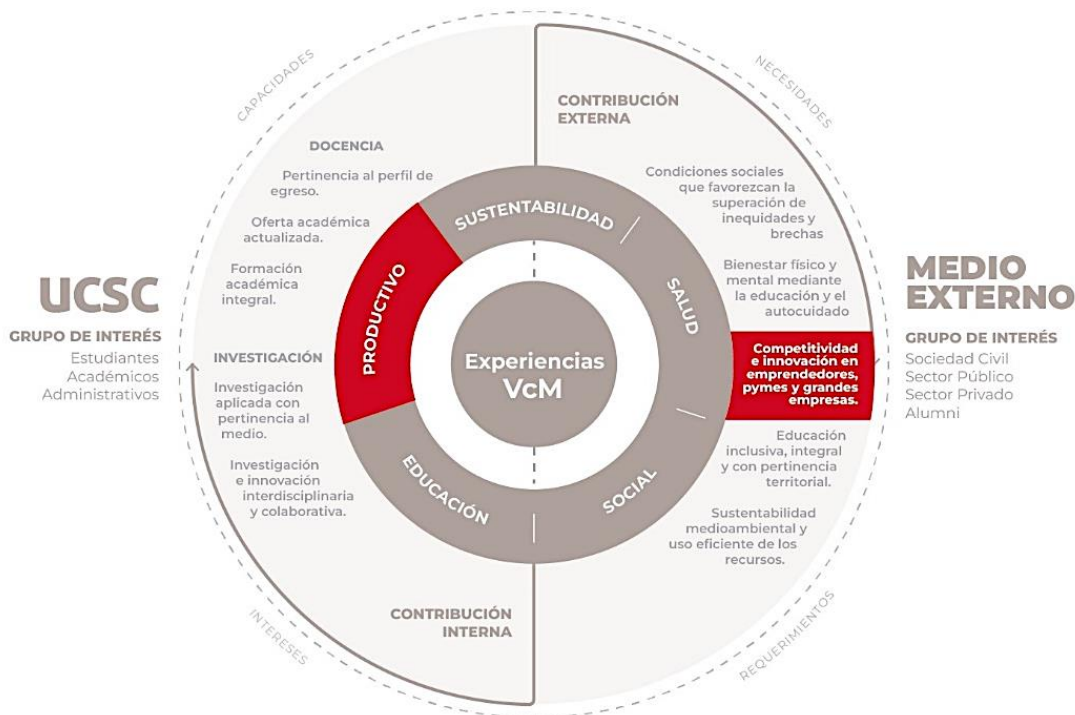 CAPACIDADES
NECESIDADES
CONTRIBUCIÓN
EXTERNA
DOCENCIA
Pertinencia al perfil de
egreso.
Oferta académica
actualizada.
Formación
académica
integral.
Condiciones sociales
que favorezcan la
superación de
inequidades y
brechas
Bienestar físico y
mental mediante
la educación y el
autocuidado
SUSTENTABILIDAD
SALUD
PRODUCTIVO
Experiencias
VcM
EDUCACIÓN
SOCIAL
UCSC
GRUPO DE INTERÉS
Estudiantes
Académicos
Administrativos
MEDIO
EXTERNO
GRUPO DE INTERÉS
Sociedad Civil
Sector Público
Sector Privado
Alumni
Competitividad
e innovación en
emprendedores,
pymes y grandes
empresas.
INVESTIGACIÓN
Investigación
aplicada con
pertinencia al
medio.
Investigación
e innovación
interdisciplinaria
y colaborativa.
Educación
inclusiva, integral
y con pertinencia
territorial.
Sustentabilidad
medioambiental y
uso eficiente de los
recursos.
CONTRIBUCIÓN
INTERNA
INTERESES
REQUERIMIENTOS